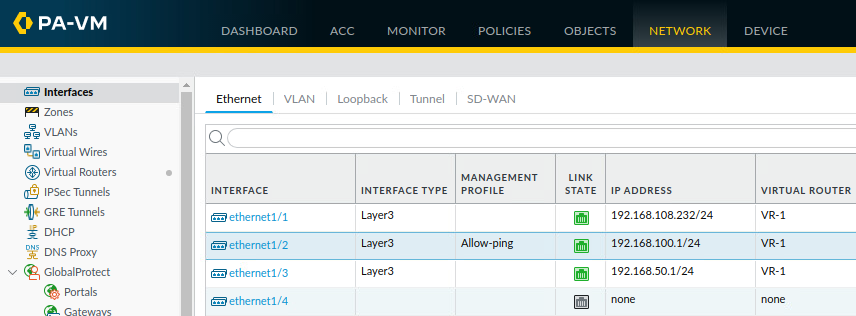 PA-VM
DASHBOARD ACC MONITOR POLICIES OBJECTS NETWORK DEVICE
Interfaces
Zones
VLANs
Virtual Wires
Virtual Routers
IPSec Tunnels
GRE Tunnels
DHCP
DNS Proxy
GlobalProtect
Portals
Gateways
Ethernet VLAN Loopback Tunnel SD-WAN
INTERFACE INTERFACE TYPE MANAGEMENT PROFILE LINK STATE IP ADDRESS VIRTUAL ROUTER
ethernet1/1 Layer3 192.168.108.232/24 VR-1
ethernet1/2 Layer3 Allow-ping 192.168.100.1/24 VR-1
ethernet1/3 Layer3 192.168.50.1/24 VR-1
ethernet1/4 none none